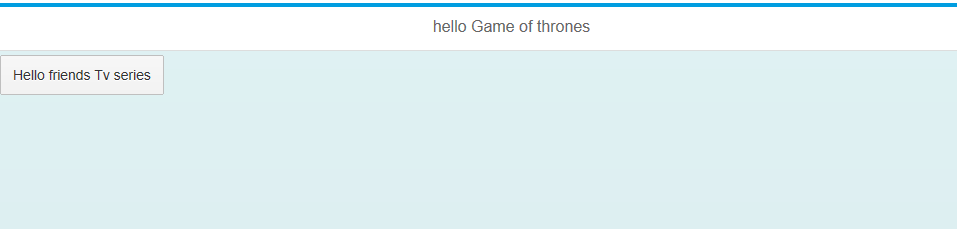 hello Game of thrones
Hello friends Tv series